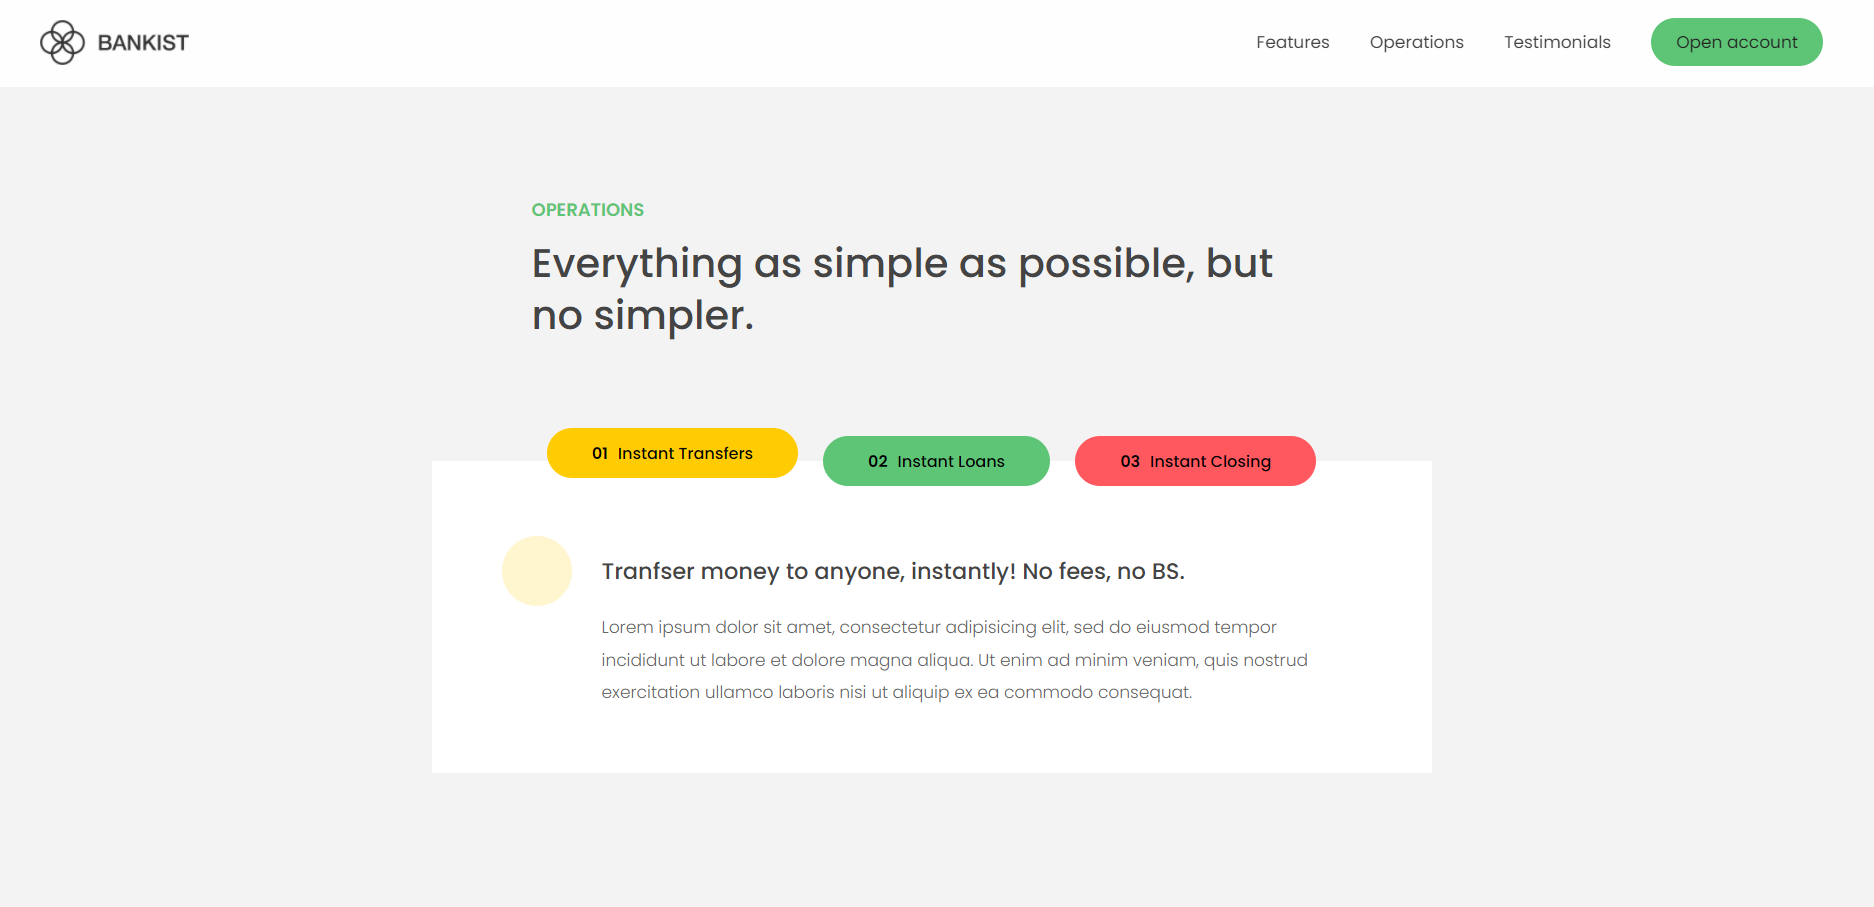 BANKIST
Features Operations Testimonials Open account
OPERATIONS
Everything as simple as possible, but
no simpler.
01 Instant Transfers
02 Instant Loans
03 Instant Closing
Tranfser money to anyone, instantly! No fees, no BS.
Lorem ipsum dolor sit amet, consectetur adipisicing elit, sed do eiusmod tempor
incididunt ut labore et dolore magna aliqua. Ut enim ad minim veniam, quis nostrud
exercitation ullamco laboris nisi ut aliquip ex ea commodo consequat.